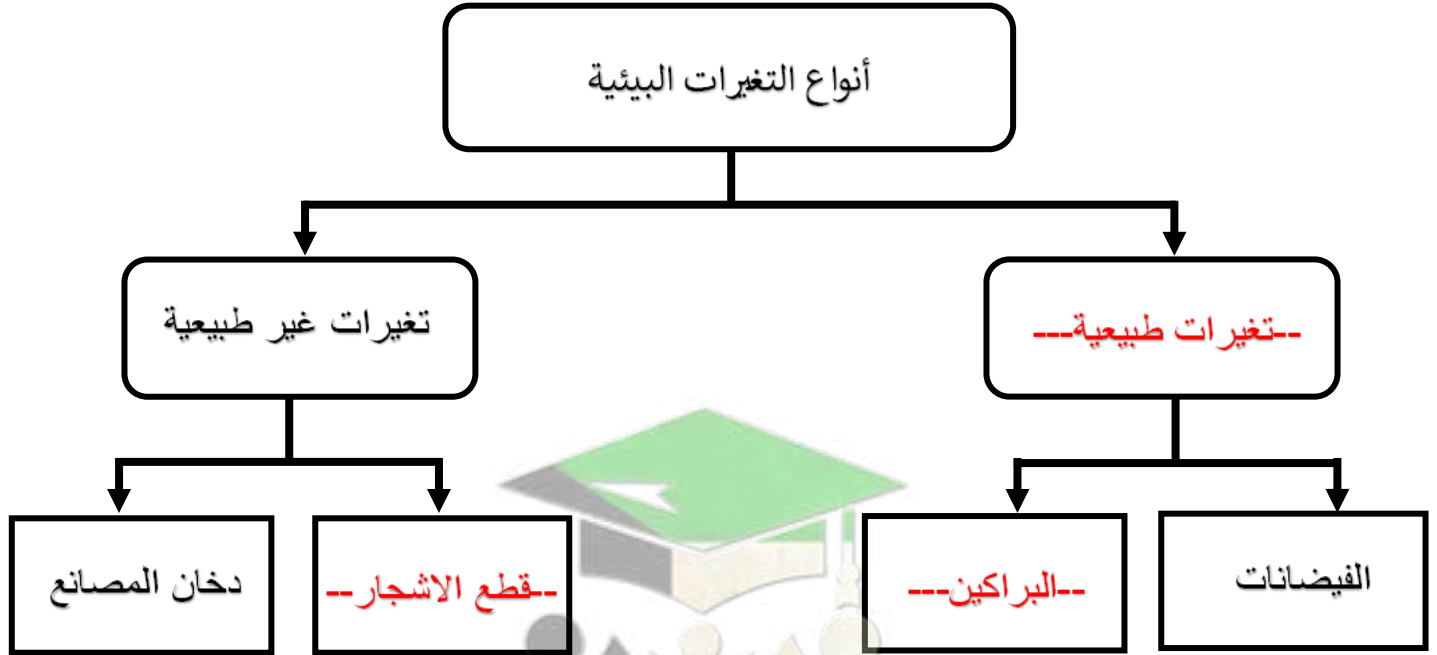 أنواع التغيرات البيئية
--تغيرات طبيعية---
تغيرات غير طبيعية
الفيضانات
--البراكين---
--قطع الاشجار--
دخان المصانع